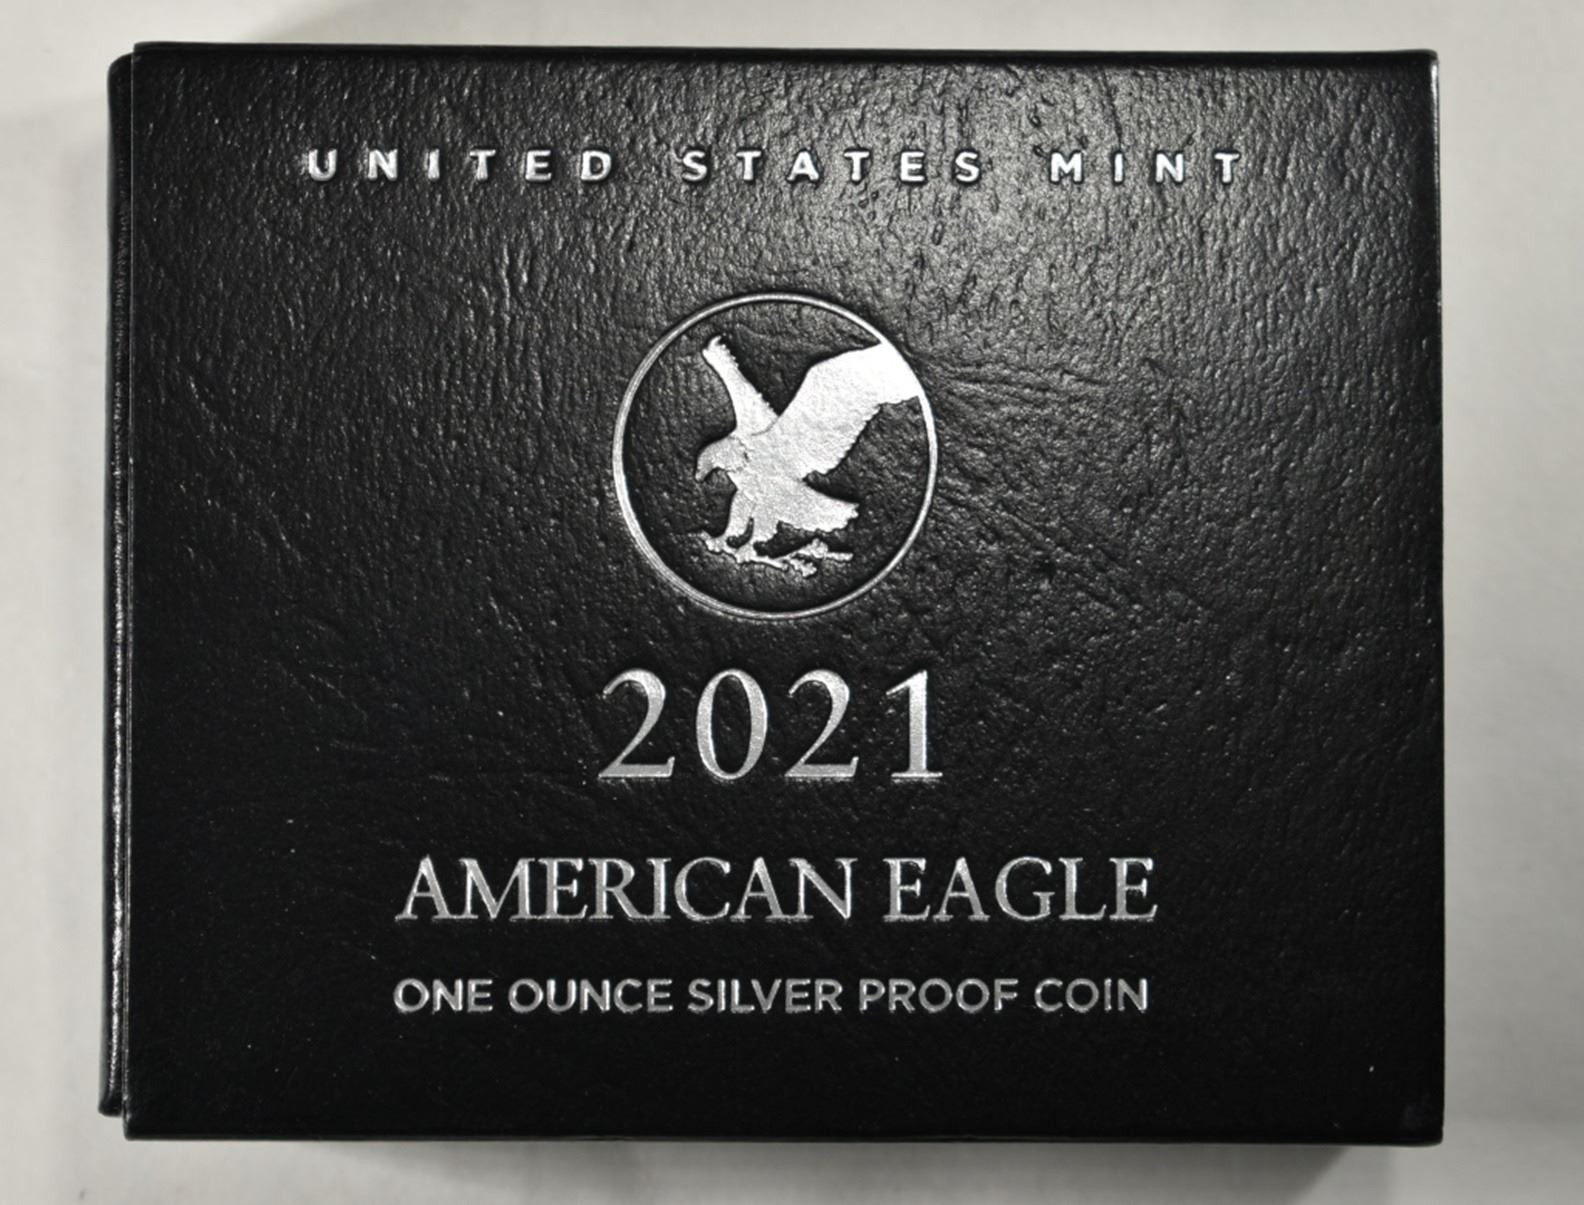 UNITED STATES MINT
2021
AMERICAN EAGLE
ONE OUNCE SILVER PROOF COIN